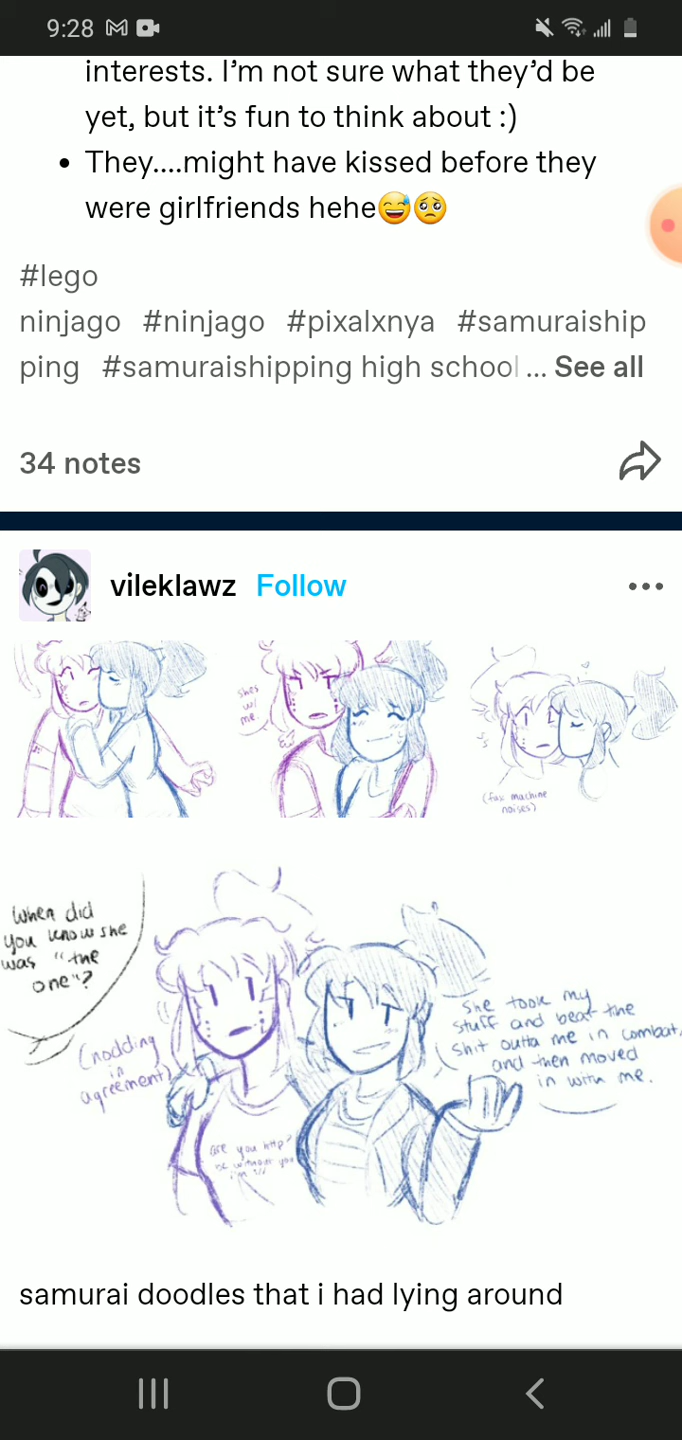 9:28
interests. I’m not sure what they’d be
yet, but it’s fun to think about :)
• They....might have kissed before they
were girlfriends hehe😅🥺
#lego
ninjago #ninjago #pixalxnya #samuraiship
ping #samuraishipping high school ... See all
34 notes
vileklawz Follow
shes
w/
me.
(fax machine
noises)
When did
you know she
was "the
one"?
(nodding
in
agreement)
She took my
stuff and beat the
shit outta me in combat,
and then moved
in with me.
you
without you
samurai doodles that i had lying around